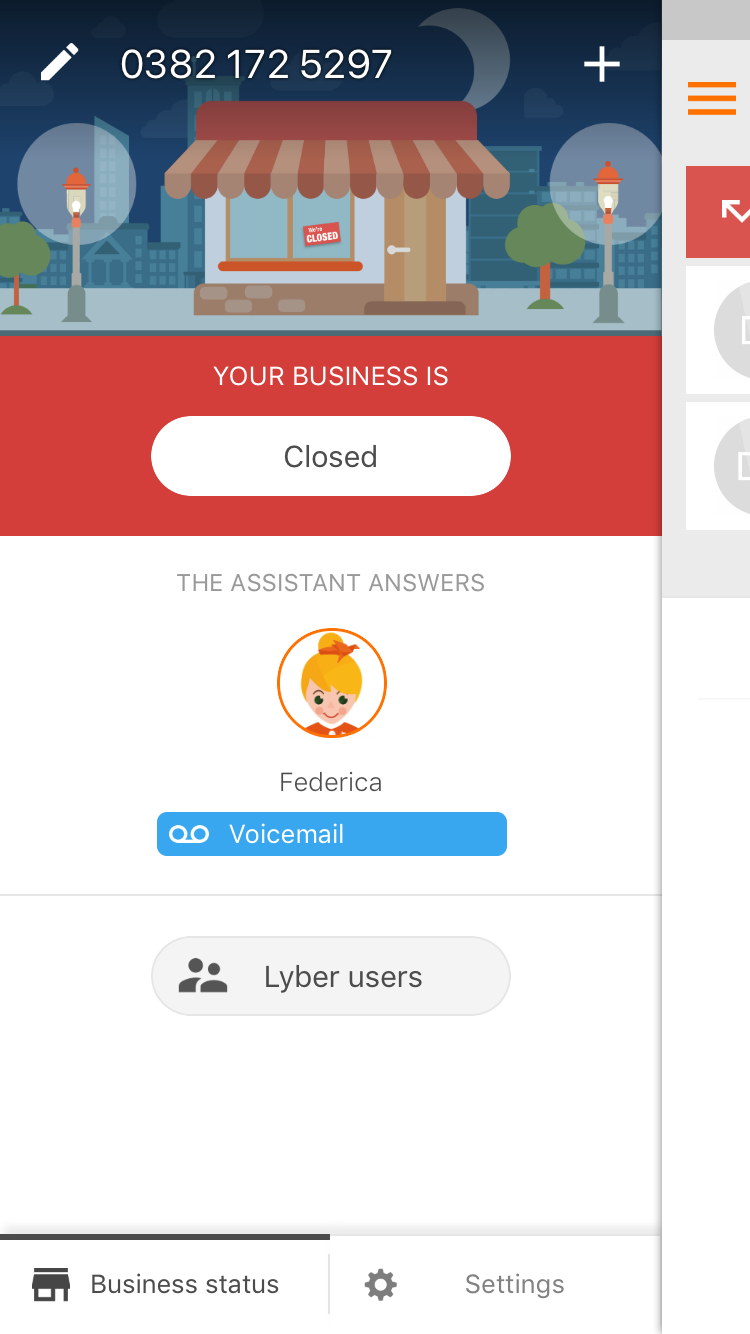 0382 172 5297
We're
CLOSED
YOUR BUSINESS IS
Closed
THE ASSISTANT ANSWERS
Federica
Voicemail
Lyber users
Business status
Settings